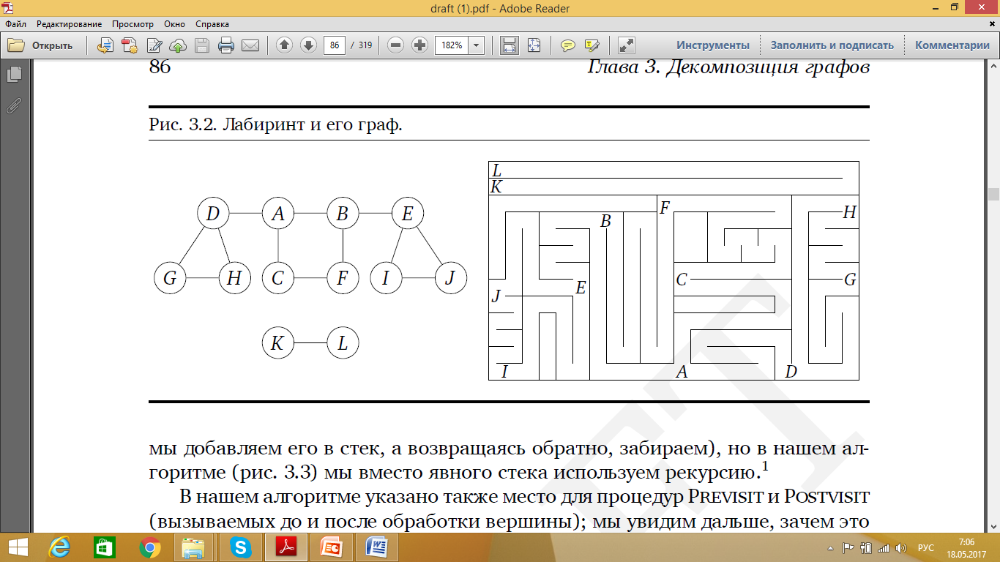 draft (1).pdf - Adobe Reader
Файл Редактирование Просмотр Окно Справка
Открыть 86 / 319 182% Инструменты Заполнить и подписать Комментарии
86 Глава 3. Декомпозиция графов
Рис. 3.2. Лабиринт и его граф.
D A B E
G H C F I J
K L
L
K
F H
B
C G
E
J
I A D
мы добавляем его в стек, а возвращаясь обратно, забираем), но в нашем ал-
горитме (рис. 3.3) мы вместо явного стека используем рекурсию.1
В нашем алгоритме указано также место для процедур PREVISIT и POSTVISIT
(вызываемых до и после обработки вершины); мы увидим дальше, зачем это
РУС
7:06
18.05.2017